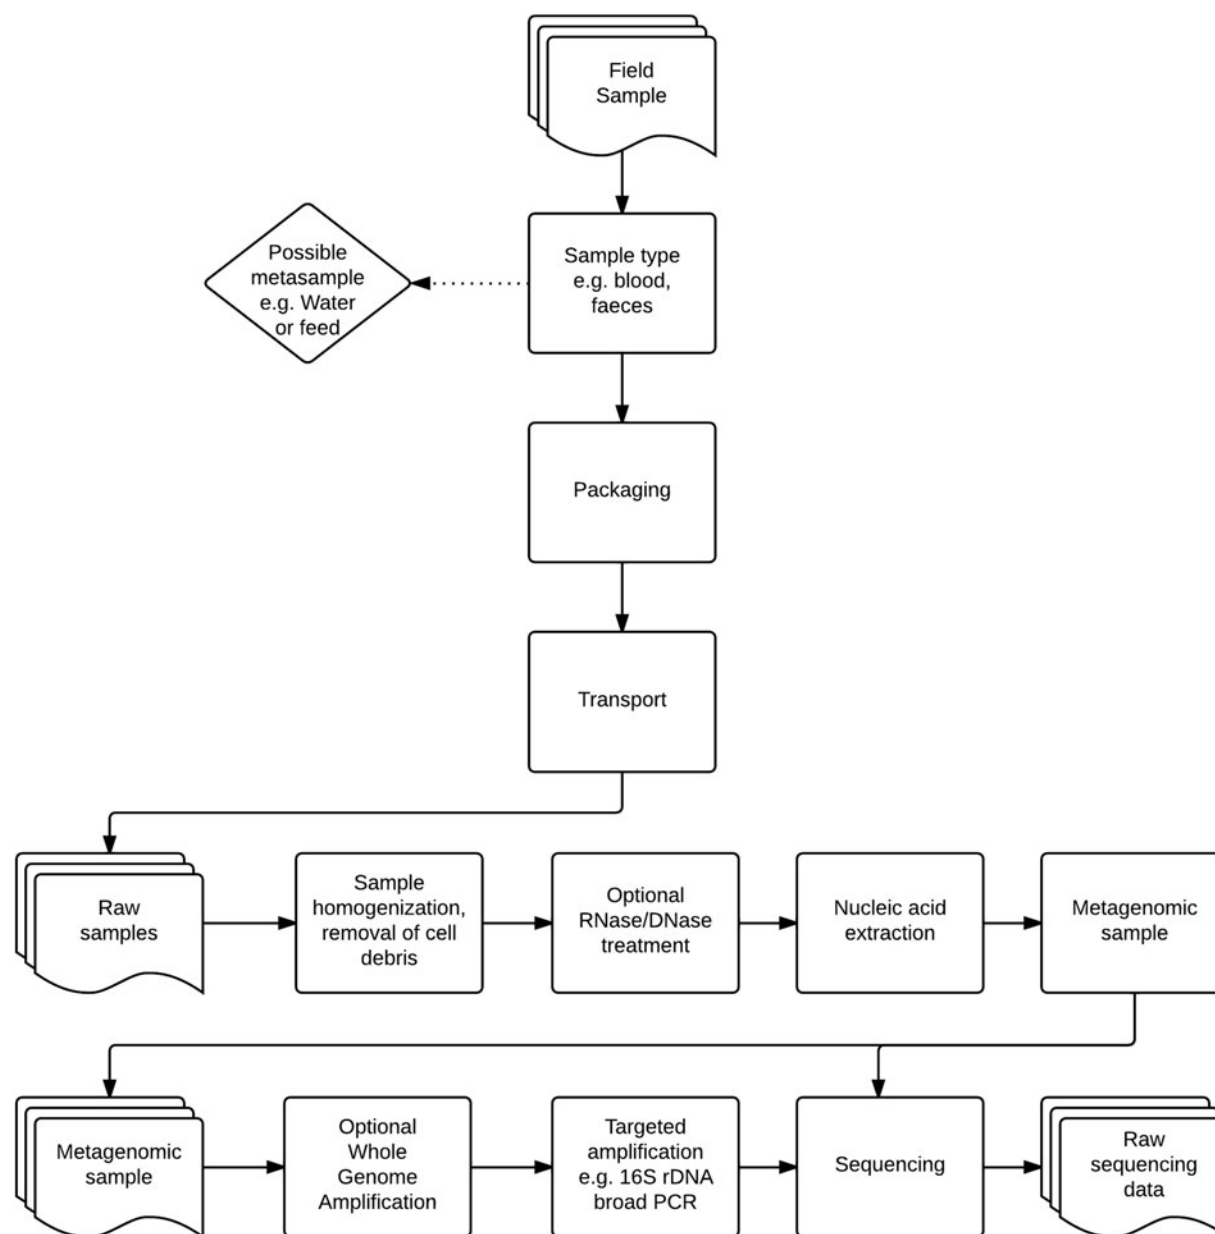 Field
Sample
Possible
metasample
e.g. Water
or feed
Sample type
e.g. blood,
faeces
Packaging
Transport
Raw
samples
Sample
homogenization,
removal of cell
debris
Optional
RNase/DNase
treatment
Nucleic acid
extraction
Metagenomic
sample
Metagenomic
sample
Optional
Whole
Genome
Amplification
Targeted
amplification
e.g. 16S rDNA
broad PCR
Sequencing
Raw
sequencing
data